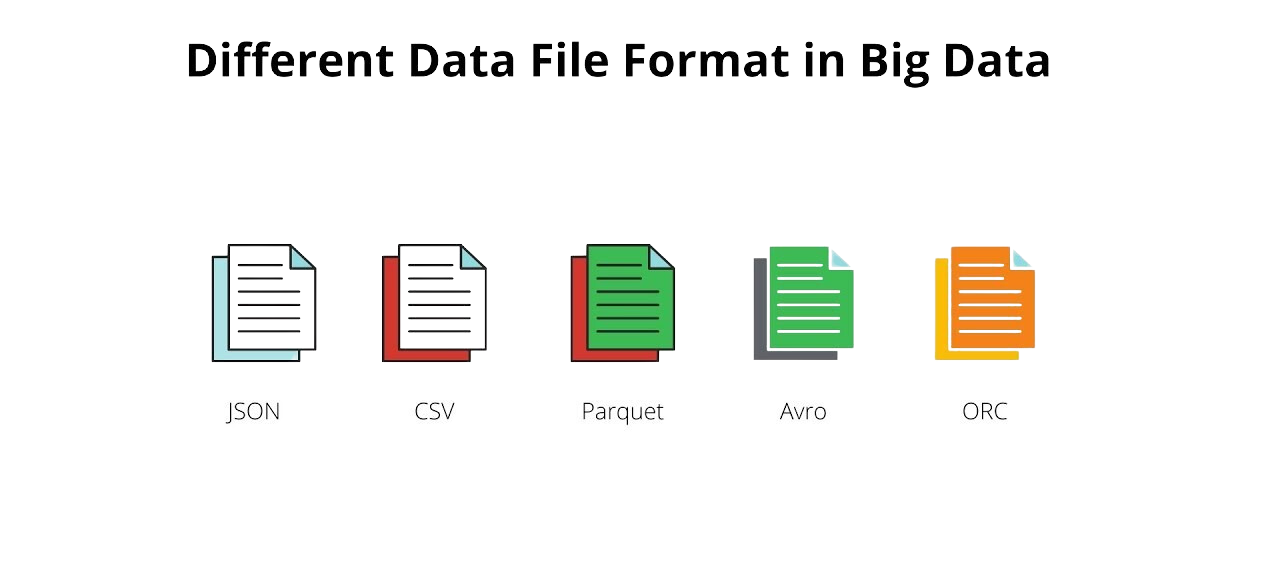 Different Data File Format in Big Data
JSON
CSV
Parquet
Avro
ORC